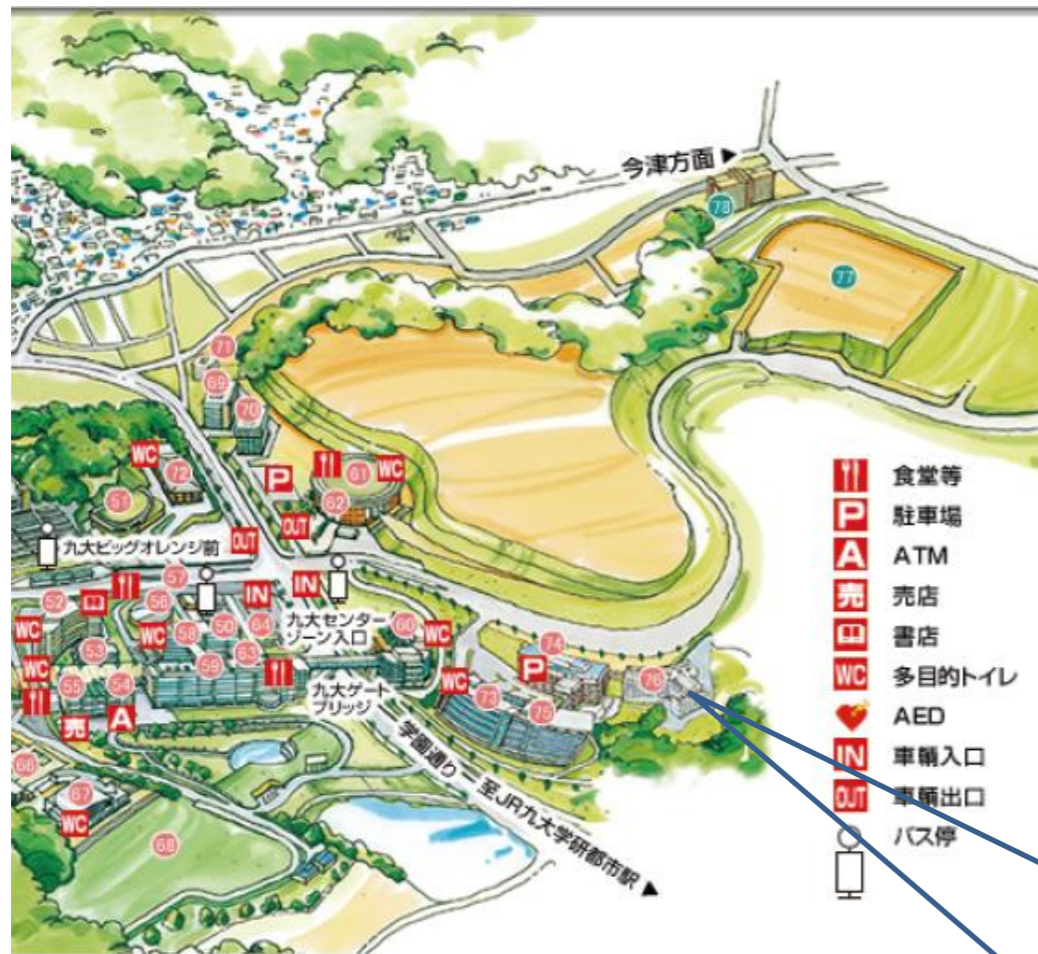 今津方面 ▶
78
77
71
69
70
WC
72
P
61
WC
62
51
OUT
OUT
九大ビッグオレンジ前
57
52
56
IN
IN
WC
58
50
64
九大センター
ゾーン入口
60
WC
53
WC
59
63
九大ゲート
ブリッジ
WC
55
54
売
A
73
74
P
75
76
学園通り
至JR九大学研都市駅 ▶
66
67
WC
68
食堂等
P 駐車場
A ATM
売 売店
書店
WC 多目的トイレ
AED
IN 車輛入口
OUT 車輛出口
バス停